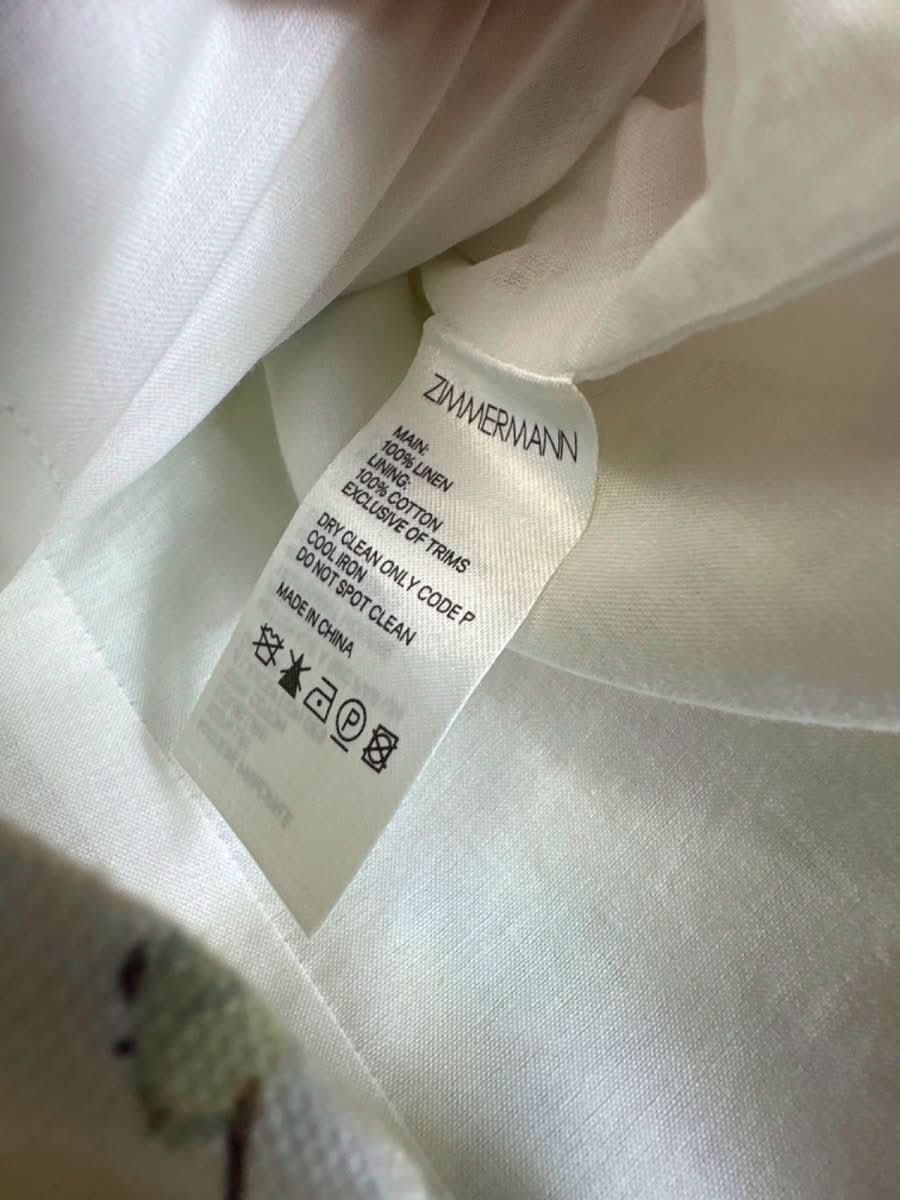 ZIMMERMANN
MAIN:
100% LINEN
LINING:
100% COTTON
EXCLUSIVE OF TRIMS
DRY CLEAN ONLY CODE P
COOL IRON
DO NOT SPOT CLEAN
MADE IN CHINA
P